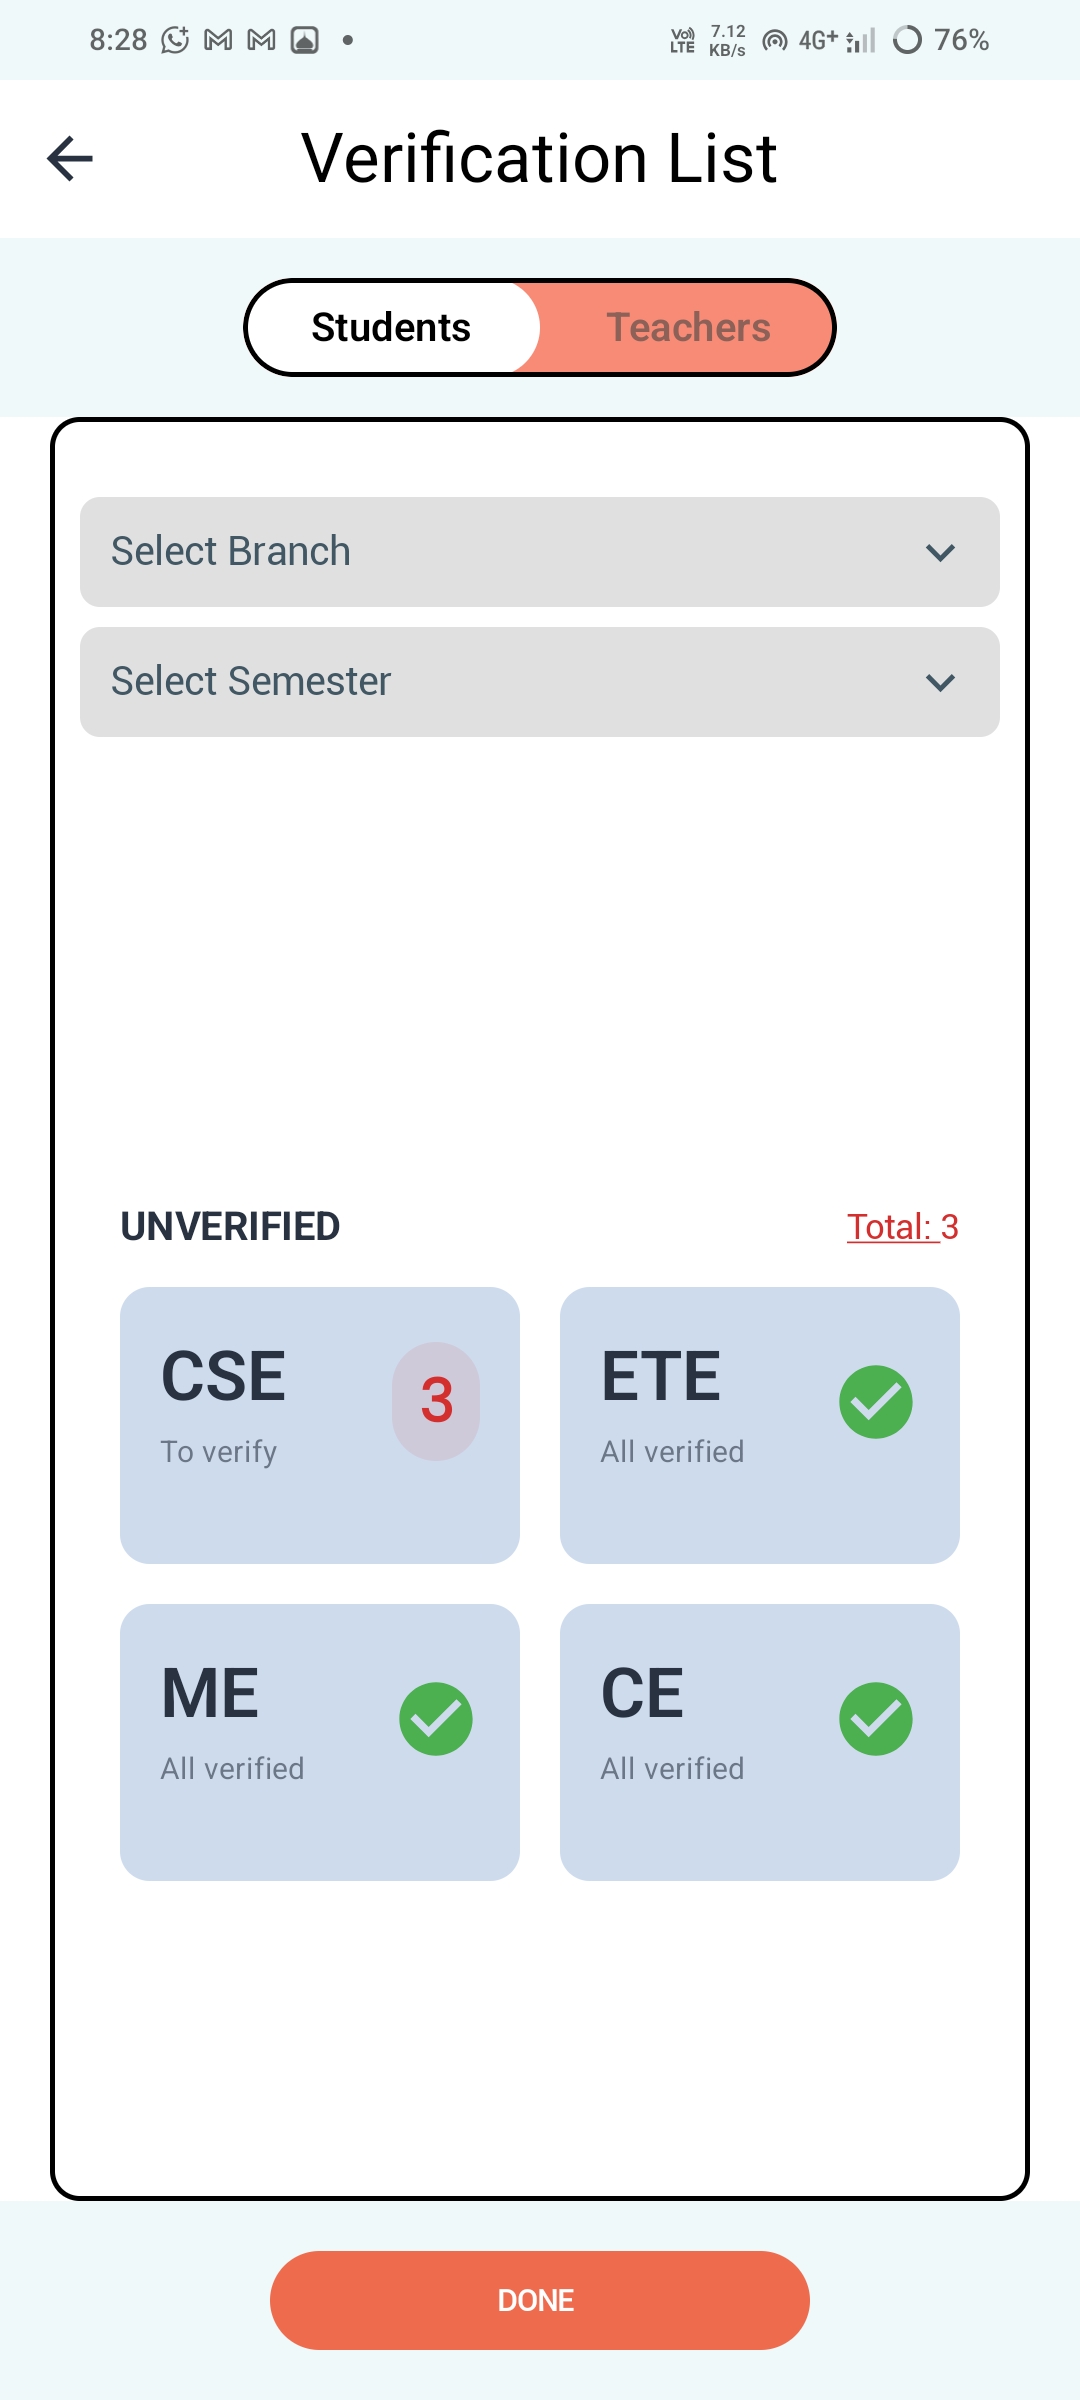 8:28 Vo) LTE 7.12 KB/s 4G+ 76%
Verification List
Students Teachers
Select Branch
Select Semester
UNVERIFIED Total: 3
CSE 3 ETE
To verify All verified
ME CE
All verified All verified
DONE